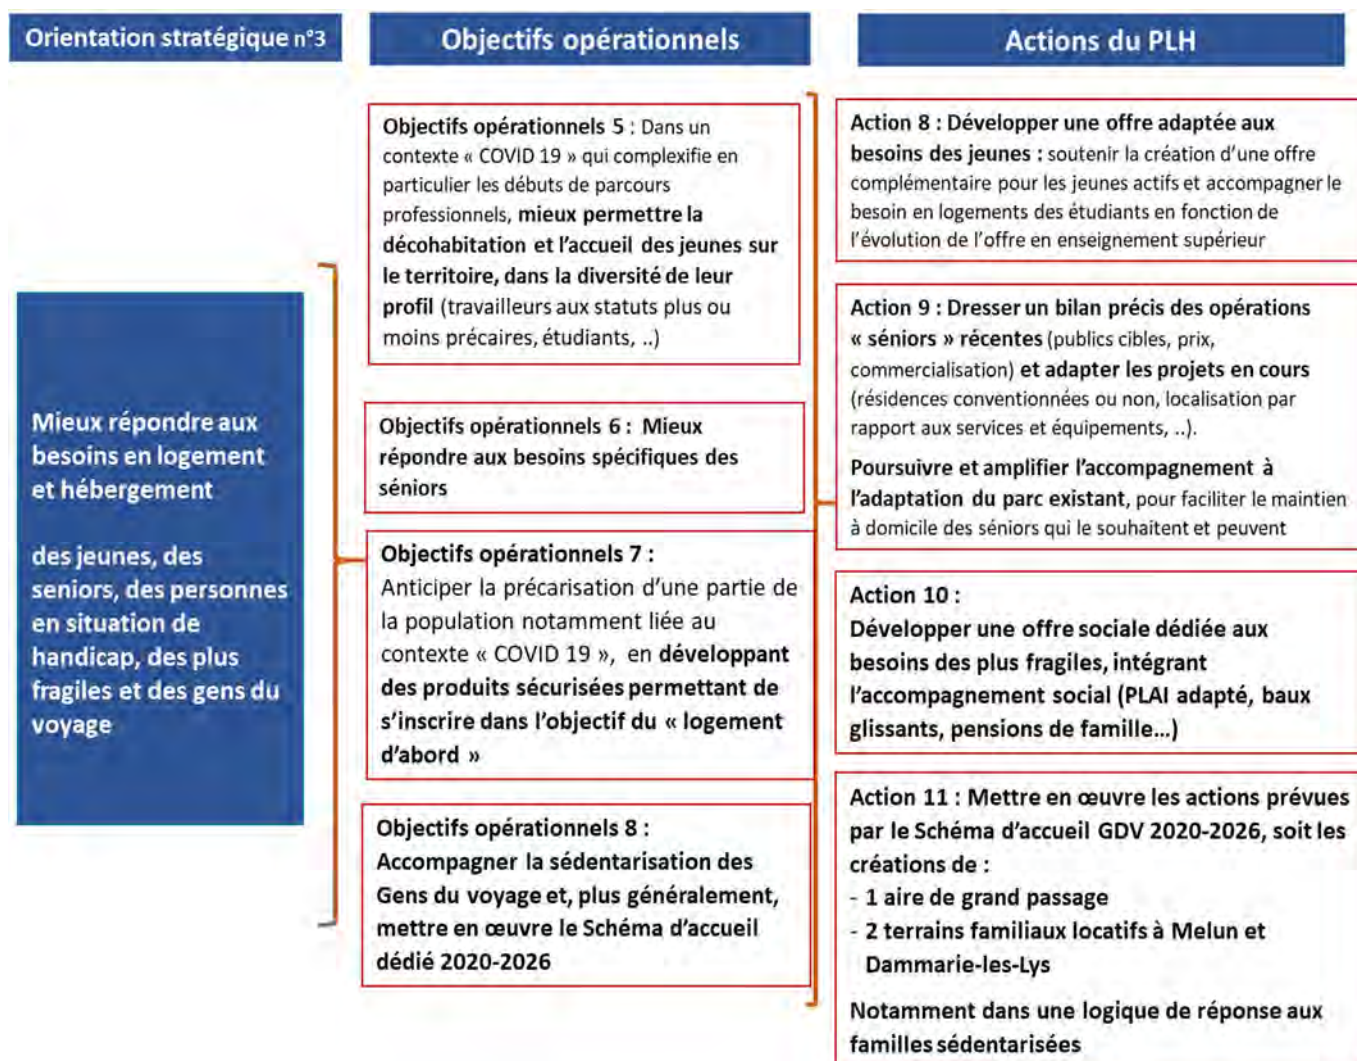 Orientation stratégique n°3
Objectifs opérationnels
Actions du PLH
Mieux répondre aux
besoins en logement
et hébergement
des jeunes, des
seniors, des personnes
en situation de
handicap, des plus
fragiles et des gens du
voyage
Objectifs opérationnels 5 : Dans un
contexte « COVID 19 » qui complexifie en
particulier les débuts de parcours
professionnels, mieux permettre la
décohabitation et l'accueil des jeunes sur
le territoire, dans la diversité de leur
profil (travailleurs aux statuts plus ou
moins précaires, étudiants, ..)
Objectifs opérationnels 6 : Mieux
répondre aux besoins spécifiques des
séniors
Objectifs opérationnels 7 :
Anticiper la précarisation d'une partie de
la population notamment liée au
contexte « COVID 19 », en développant
des produits sécurisées permettant de
s'inscrire dans l'objectif du « logement
d'abord »
Objectifs opérationnels 8 :
Accompagner la sédentarisation des
Gens du voyage et, plus généralement,
mettre en œuvre le Schéma d'accueil
dédié 2020-2026
Action 8 : Développer une offre adaptée aux
besoins des jeunes : soutenir la création d'une offre
complémentaire pour les jeunes actifs et accompagner le
besoin en logements des étudiants en fonction de
l'évolution de l'offre en enseignement supérieur
Action 9 : Dresser un bilan précis des opérations
« séniors » récentes (publics cibles, prix,
commercialisation) et adapter les projets en cours
(résidences conventionnées ou non, localisation par
rapport aux services et équipements, ..).
Poursuivre et amplifier l'accompagnement à
l'adaptation du parc existant, pour faciliter le maintien
à domicile des séniors qui le souhaitent et peuvent
Action 10 :
Développer une offre sociale dédiée aux
besoins des plus fragiles, intégrant
l'accompagnement social (PLAI adapté, baux
glissants, pensions de famille…)
Action 11 : Mettre en œuvre les actions prévues
par le Schéma d'accueil GDV 2020-2026, soit les
créations de :
- 1 aire de grand passage
- 2 terrains familiaux locatifs à Melun et
Dammarie-les-Lys
Notamment dans une logique de réponse aux
familles sédentarisées